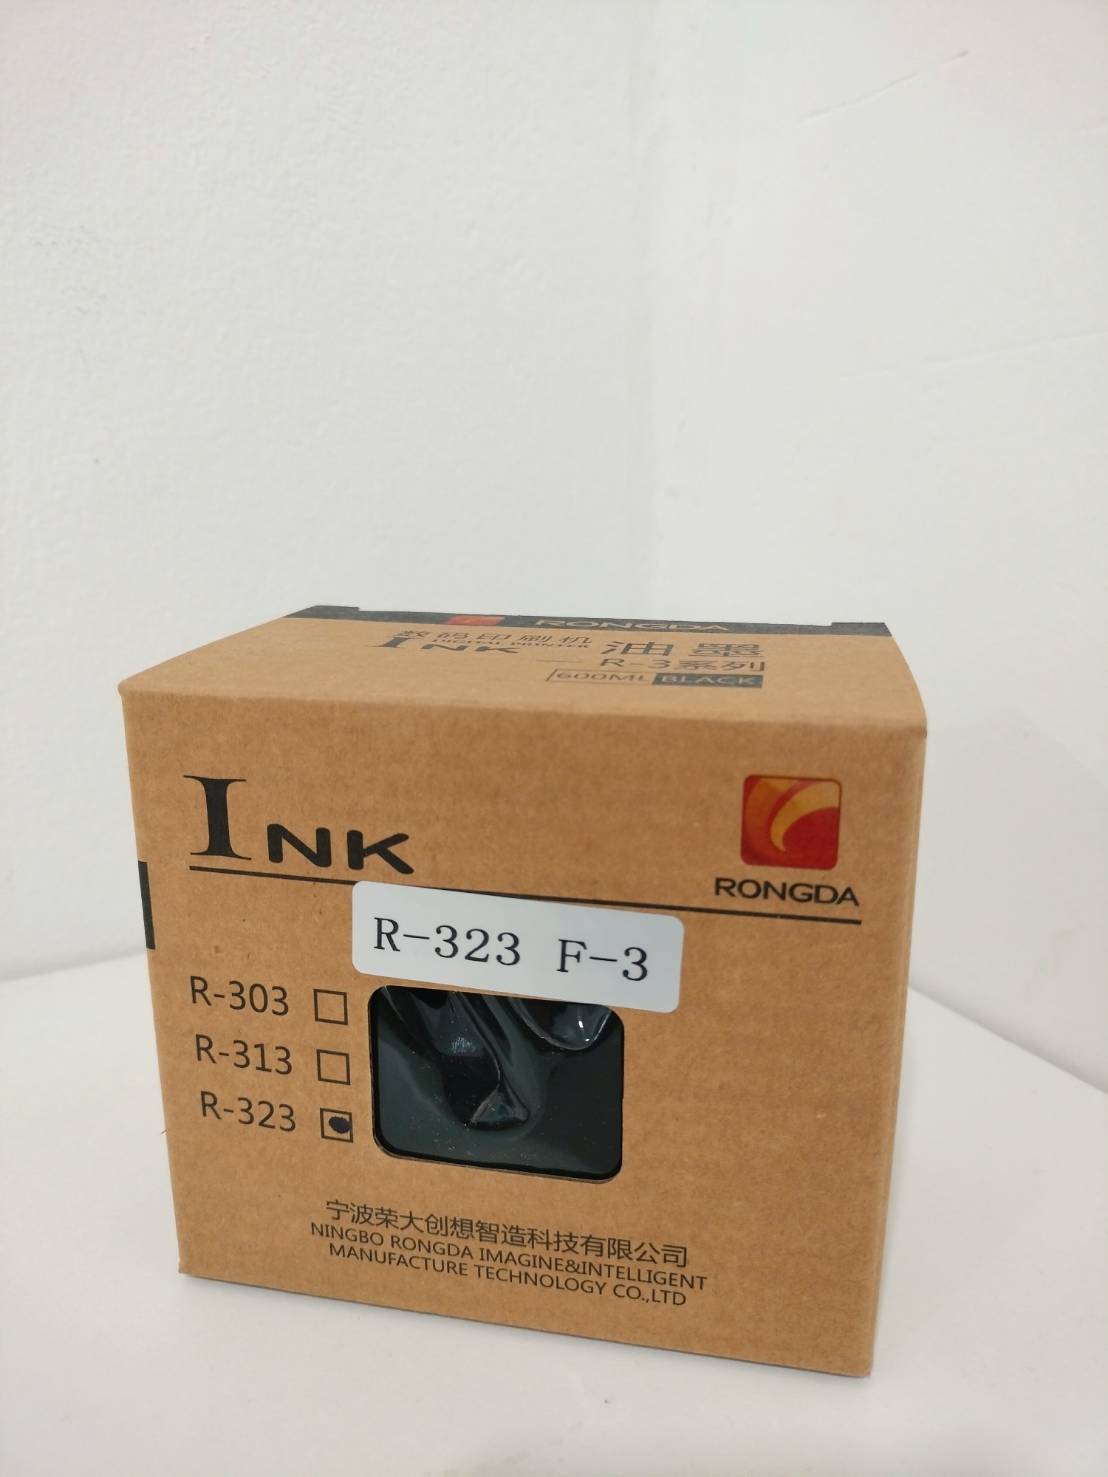 RONGDA
数码印刷机 油墨
DIGITAL PRINTER
INK — R-3系列
600ML BLACK
INK
RONGDA
R-323 F-3
R-303
R-313
R-323
宁波荣大创想智造科技有限公司
NINGBO RONGDA IMAGINE&INTELLIGENT
MANUFACTURE TECHNOLOGY CO.,LTD